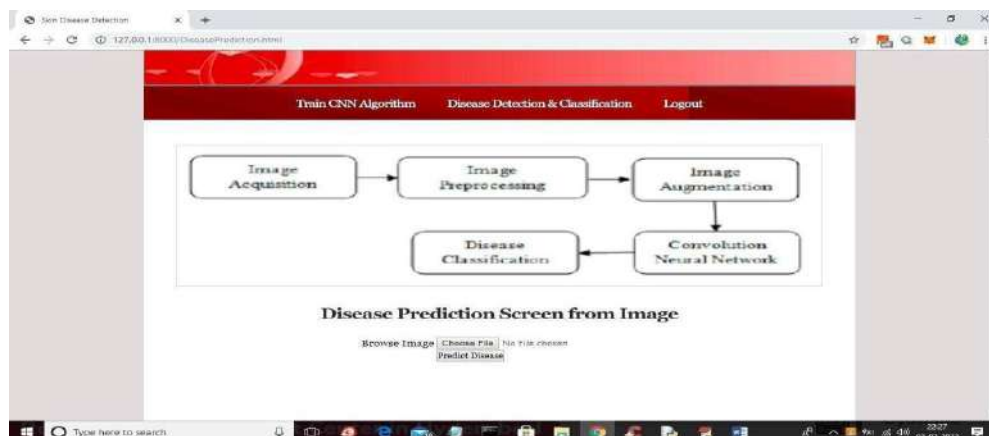 Skin Disease Detection
127.0.0.1:8000/DiseasePrediction.html
Train CNN Algorithm Disease Detection & Classification Logout
Image Acquisition
Image Preprocessing
Image Augmentation
Disease Classification
Convolution Neural Network
Disease Prediction Screen from Image
Browse Image Choose File No file chosen
Predict Disease
Type here to search
22:27